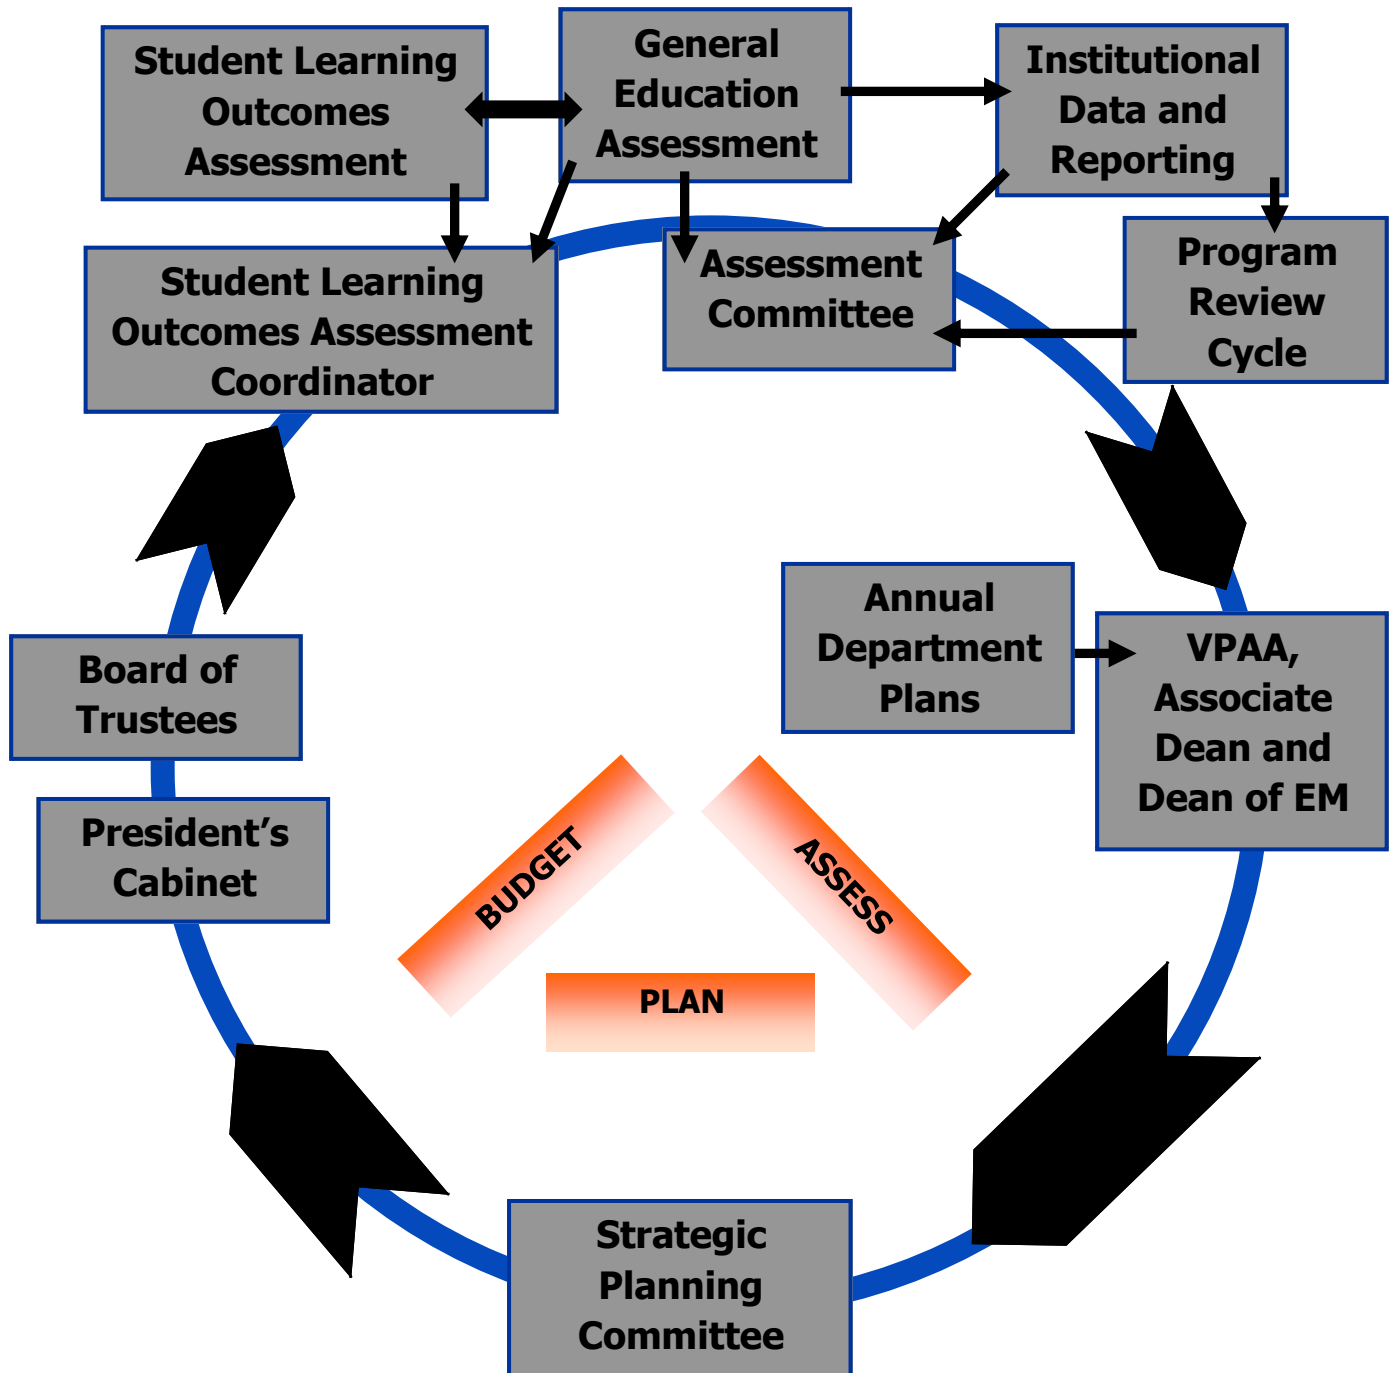 Student Learning
Outcomes
Assessment
General
Education
Assessment
Institutional
Data and
Reporting
Student Learning
Outcomes Assessment
Coordinator
Assessment
Committee
Program
Review
Cycle
Annual
Department
Plans
VPAA,
Associate
Dean and
Dean of EM
Board of
Trustees
President’s
Cabinet
BUDGET
ASSESS
PLAN
Strategic
Planning
Committee